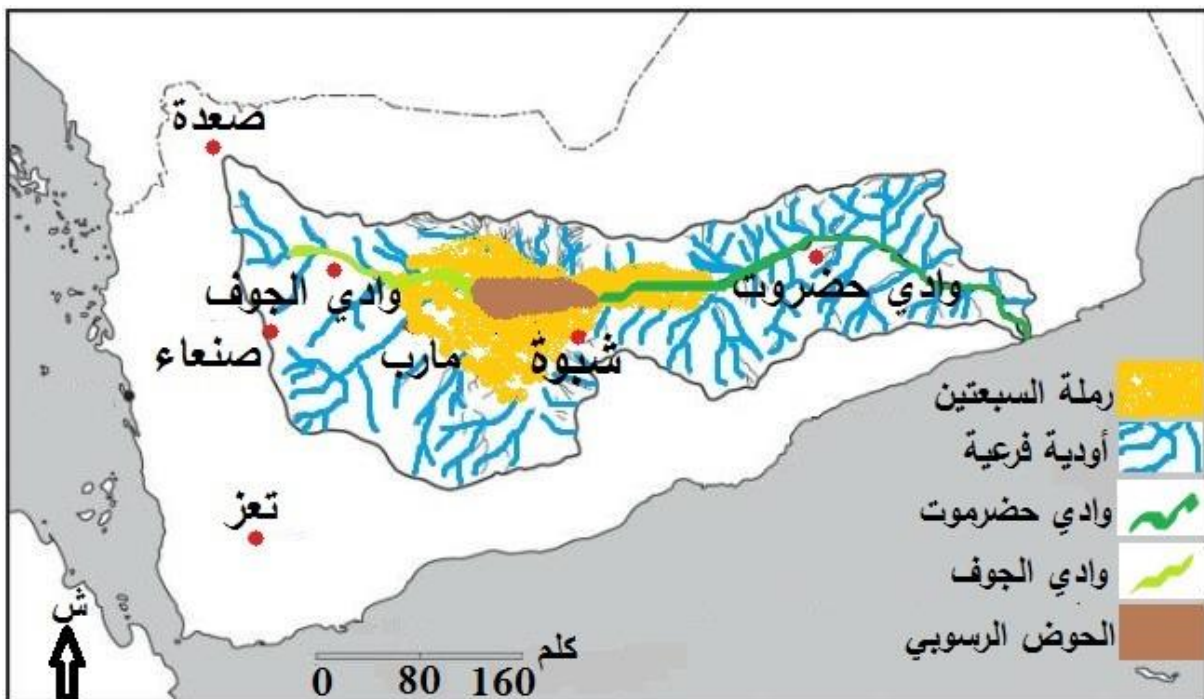 صعدة
وادي الجوف
وادي حضروت
صنعاء
مارب
شبوة
تعز
رملة السبعتين
أودية فرعية
وادي حضرموت
وادي الجوف
الحوض الرسوبي
ش
كلم
0 80 160